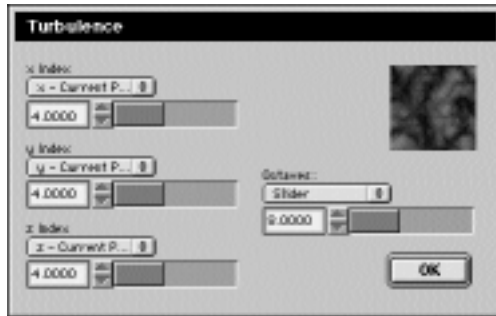 Turbulence
x Index:
x - Current P...
4.0000
y Index:
y - Current P...
4.0000
z Index:
z - Current P...
4.0000
Octaves:
Slider
8.0000
OK